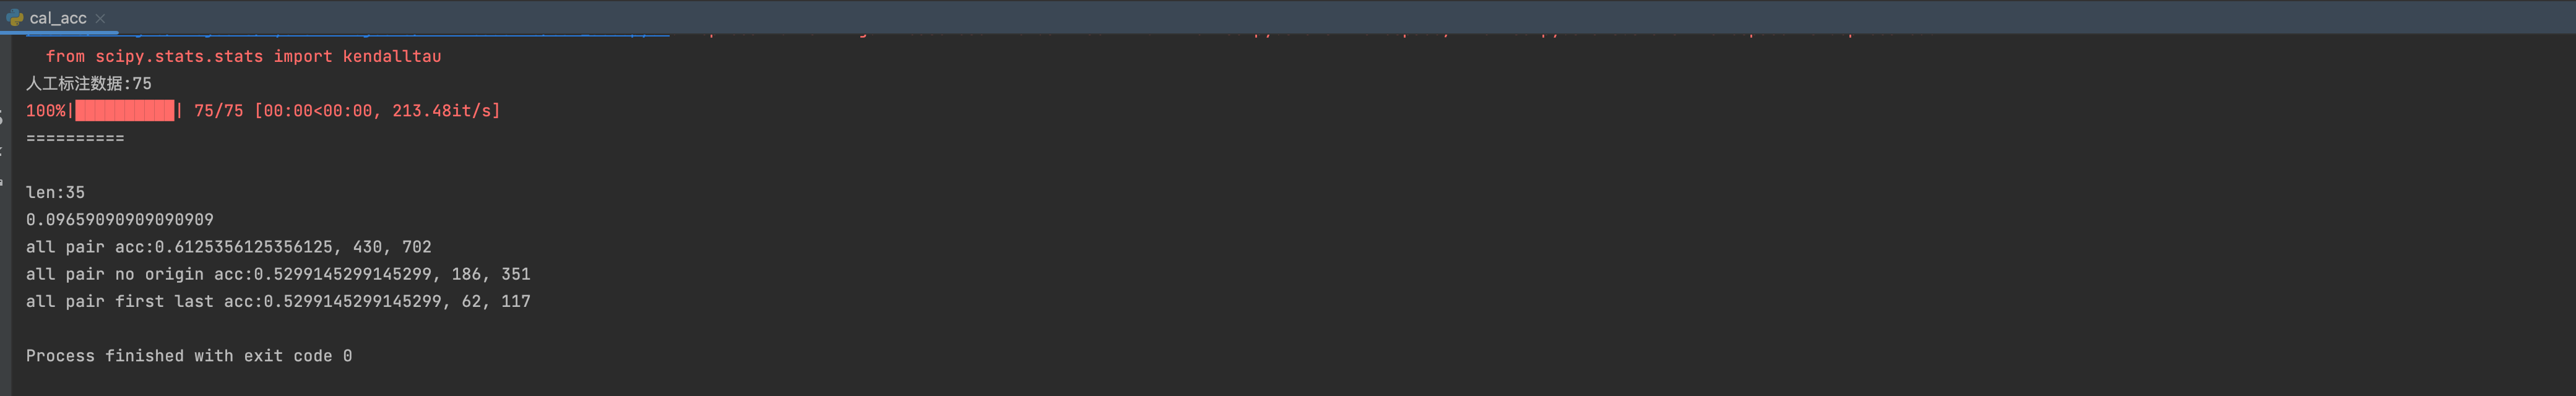 cal_acc
from scipy.stats.stats import kendalltau
人工标注数据:75
100%|██████████| 75/75 [00:00<00:00, 213.48it/s]
==========
len:35
0.09659090909090909
all pair acc:0.6125356125356125, 430, 702
all pair no origin acc:0.5299145299145299, 186, 351
all pair first last acc:0.5299145299145299, 62, 117
Process finished with exit code 0